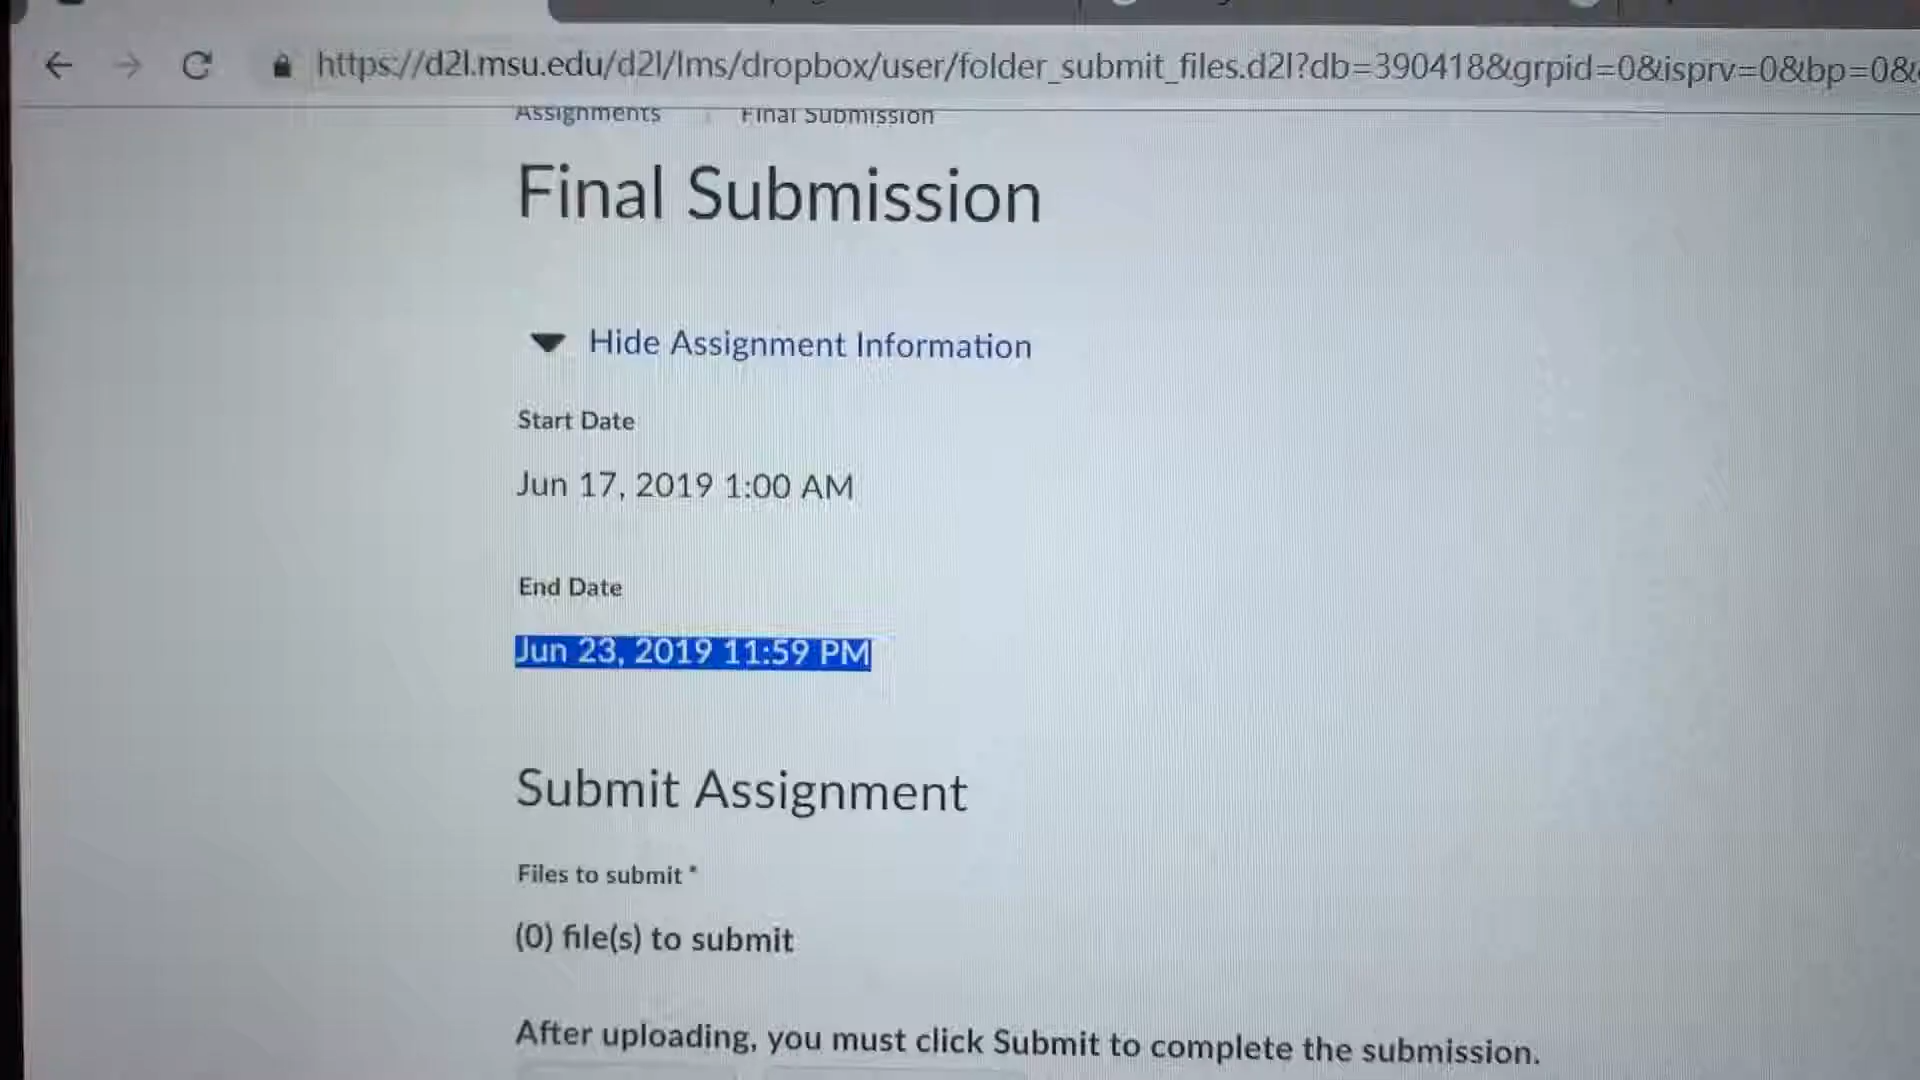 https://d2l.msu.edu/d2l/lms/dropbox/user/folder_submit_files.d2l?db=390418&grpid=0&isprv=0&bp=0&
Assignments Final Submission
Final Submission
Hide Assignment Information
Start Date
Jun 17, 2019 1:00 AM
End Date
Jun 23, 2019 11:59 PM
Submit Assignment
Files to submit *
(0) file(s) to submit
After uploading, you must click Submit to complete the submission.